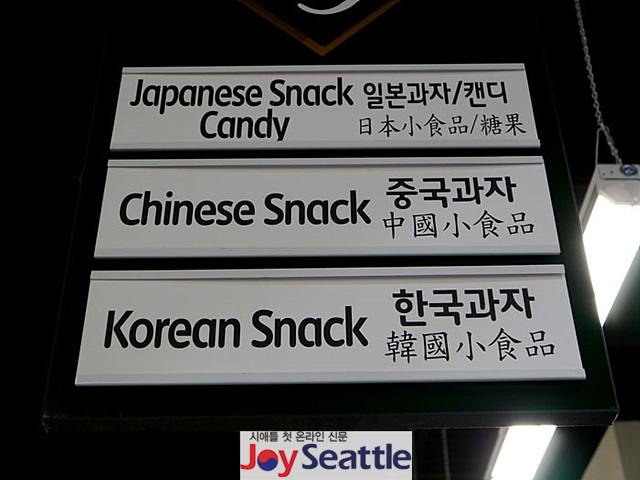 Japanese Snack 일본과자/캔디
Candy 日本小食品/糖果
Chinese Snack 중국과자
中國小食品
Korean Snack 한국과자
韓國小食品
시애틀 첫 온라인 신문
JoySeattle